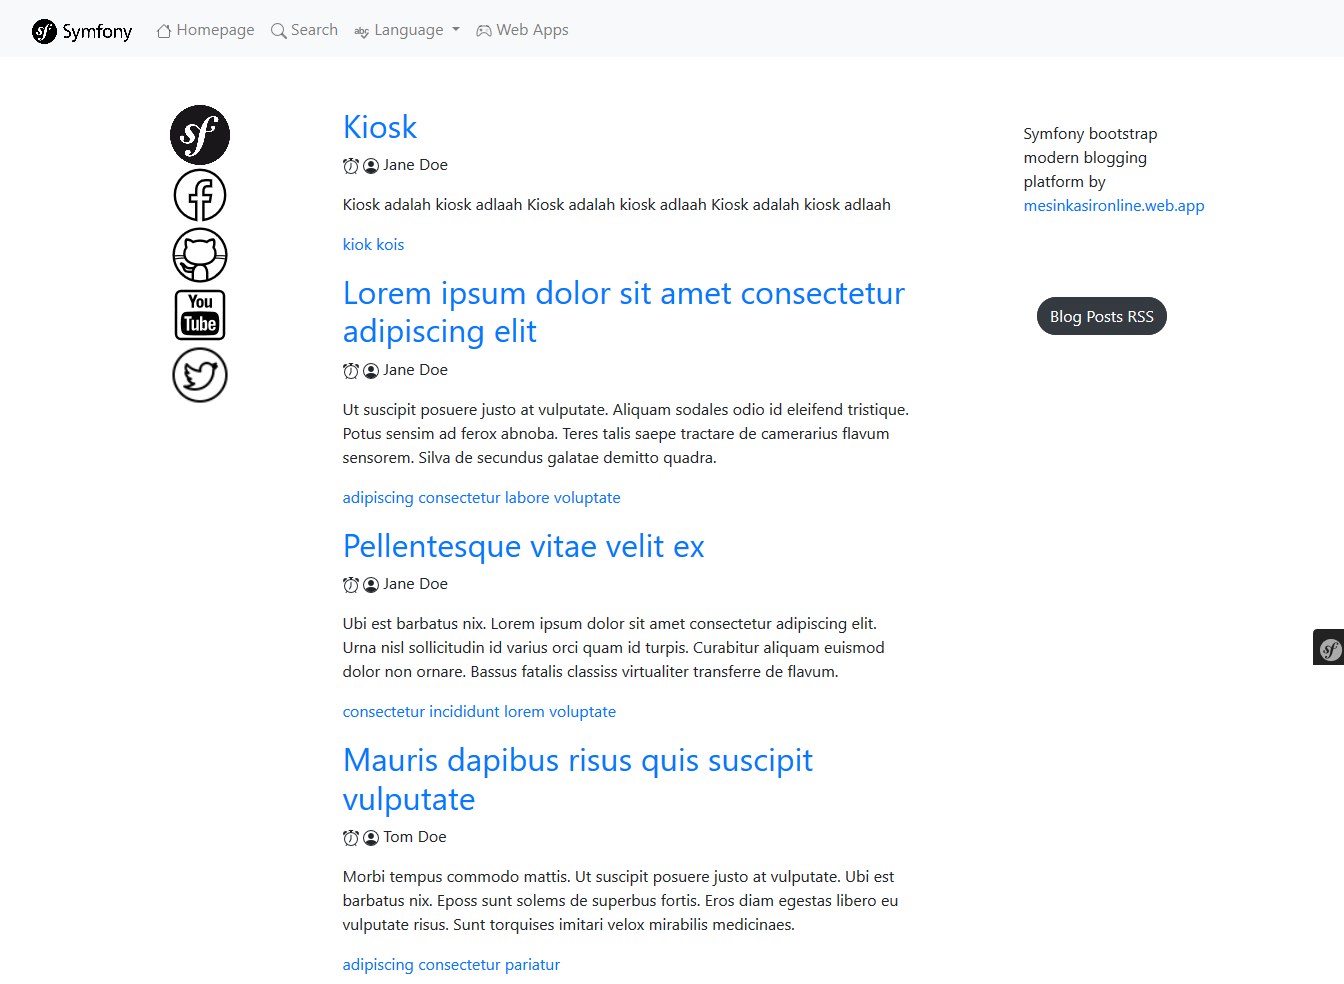 Symfony Homepage Search Language Web Apps
Kiosk
Jane Doe
Kiosk adalah kiosk adlaah Kiosk adalah kiosk adlaah Kiosk adalah kiosk adlaah
kiok kois
Lorem ipsum dolor sit amet consectetur
adipiscing elit
Jane Doe
Ut suscipit posuere justo at vulputate. Aliquam sodales odio id eleifend tristique.
Potus sensim ad ferox abnoba. Teres talis saepe tractare de camerarius flavum
sensorem. Silva de secundus galatae demitto quadra.
adipiscing consectetur labore voluptate
Pellentesque vitae velit ex
Jane Doe
Ubi est barbatus nix. Lorem ipsum dolor sit amet consectetur adipiscing elit.
Urna nisl sollicitudin id varius orci quam id turpis. Curabitur aliquam euismod
dolor non ornare. Bassus fatalis classiss virtualiter transferre de flavum.
consectetur incididunt lorem voluptate
Mauris dapibus risus quis suscipit
vulputate
Tom Doe
Morbi tempus commodo mattis. Ut suscipit posuere justo at vulputate. Ubi est
barbatus nix. Eposs sunt solems de superbus fortis. Eros diam egestas libero eu
vulputate risus. Sunt torquises imitari velox mirabilis medicinaes.
adipiscing consectetur pariatur
Symfony bootstrap
modern blogging
platform by
mesinkasironline.web.app
Blog Posts RSS
sf
You
Tube
sf